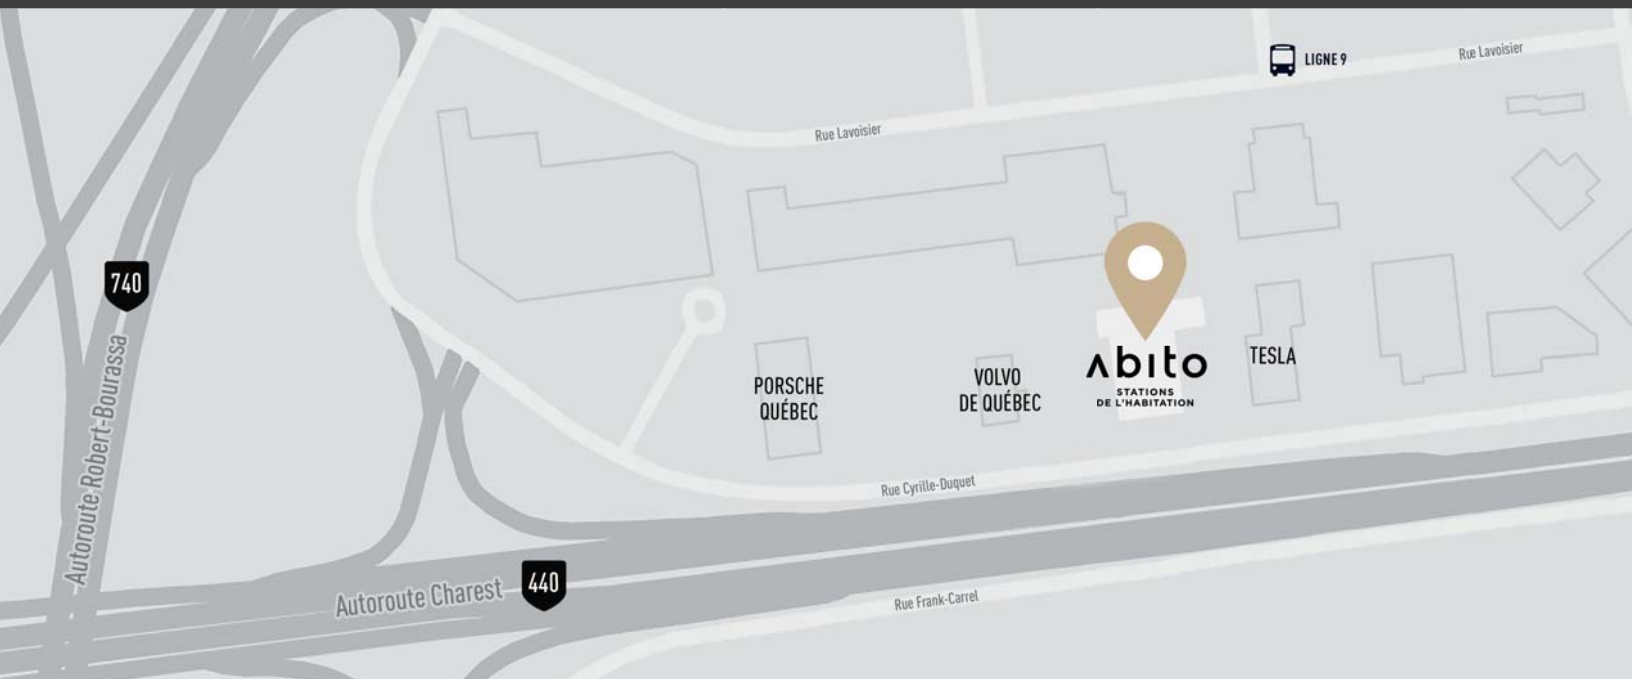 LIGNE 9
Rue Lavoisier
Rue Lavoisier
740
Autoroute Robert-Bourassa
PORSCHE
QUÉBEC
VOLVO
DE QUÉBEC
Abito
STATIONS
DE L'HABITATION
TESLA
Rue Cyrille-Duquet
Autoroute Charest
440
Rue Frank-Carrel